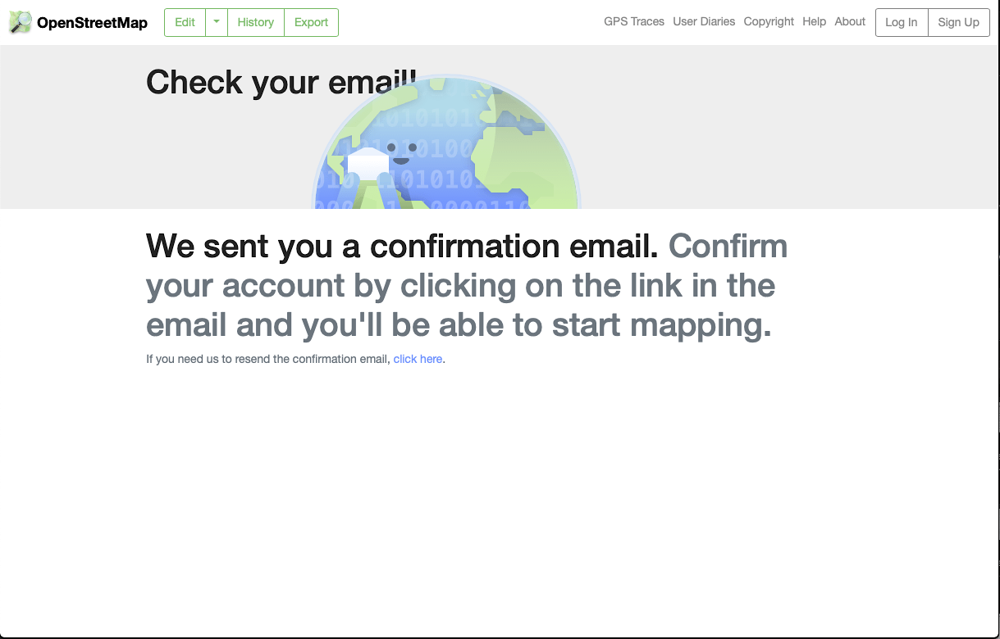 OpenStreetMap Edit History Export GPS Traces User Diaries Copyright Help About Log In Sign Up
Check your email!
We sent you a confirmation email. Confirm
your account by clicking on the link in the
email and you'll be able to start mapping.
If you need us to resend the confirmation email, click here.